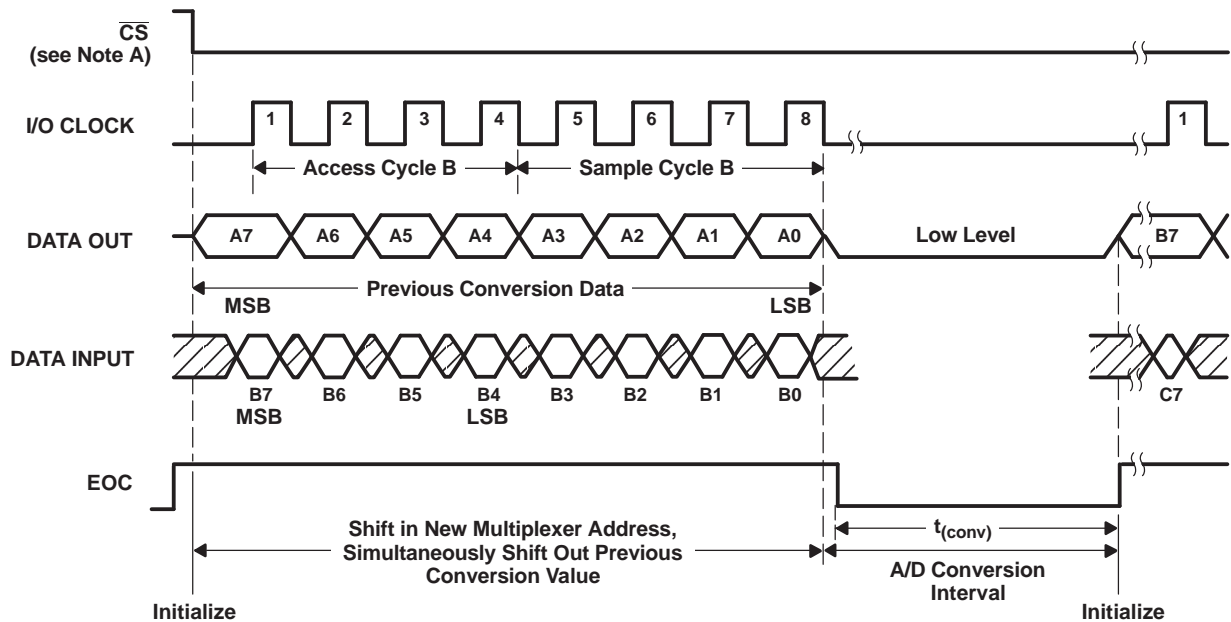 CS
(see Note A)
I/O CLOCK
1 2 3 4 5 6 7 8 1
Access Cycle B Sample Cycle B
DATA OUT
A7 A6 A5 A4 A3 A2 A1 A0 Low Level B7
Previous Conversion Data
MSB LSB
DATA INPUT
B7 B6 B5 B4 B3 B2 B1 B0 C7
MSB LSB
EOC
Shift in New Multiplexer Address,
Simultaneously Shift Out Previous
Conversion Value
t(conv)
A/D Conversion
Interval
Initialize Initialize